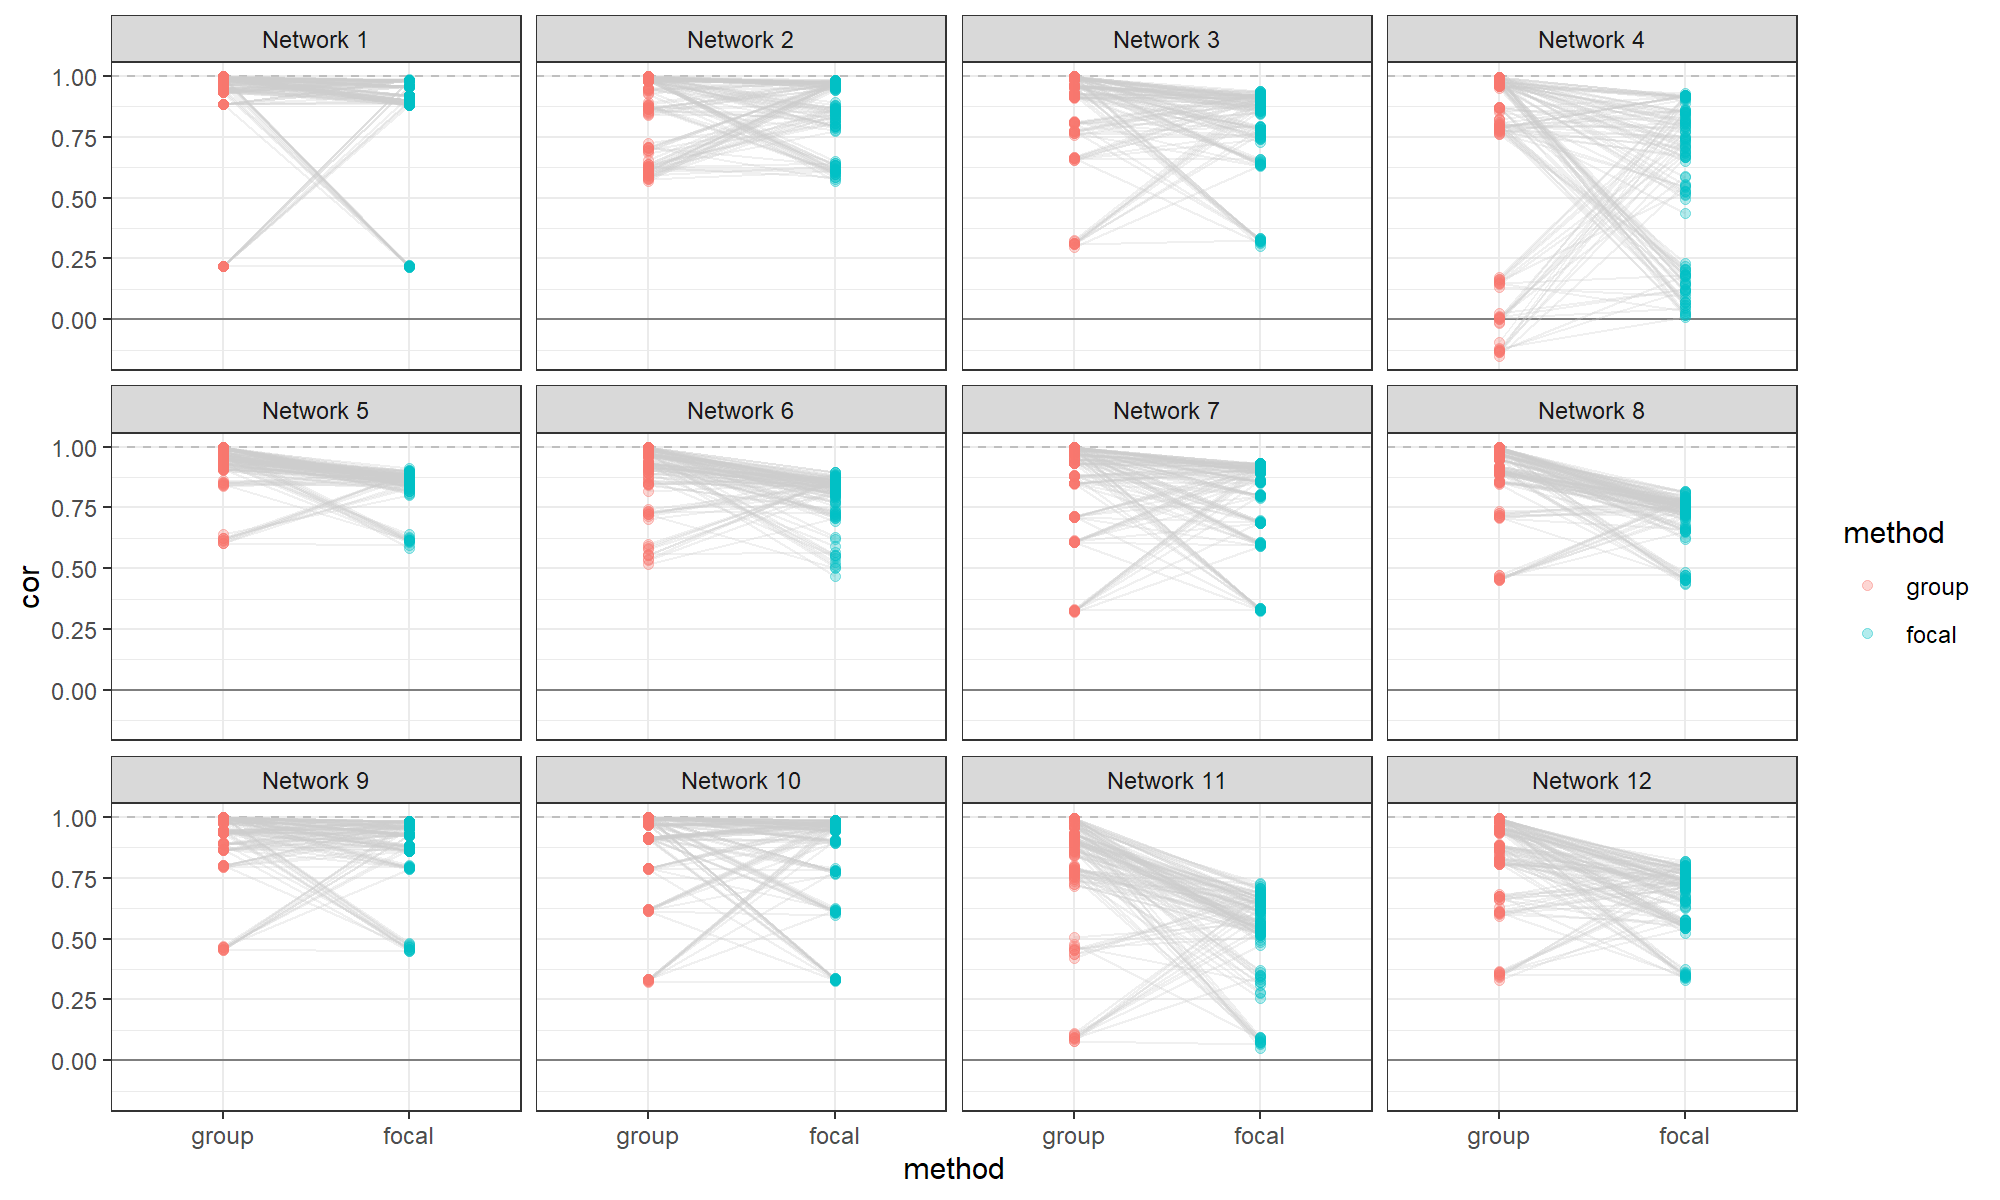 Network 1
Network 2
Network 3
Network 4
1.00
0.75
0.50
0.25
0.00
Network 5
Network 6
Network 7
Network 8
1.00
0.75
0.50
0.25
0.00
Network 9
Network 10
Network 11
Network 12
1.00
0.75
0.50
0.25
0.00
group
focal
group
focal
group
focal
group
focal
method
cor
method
group
focal